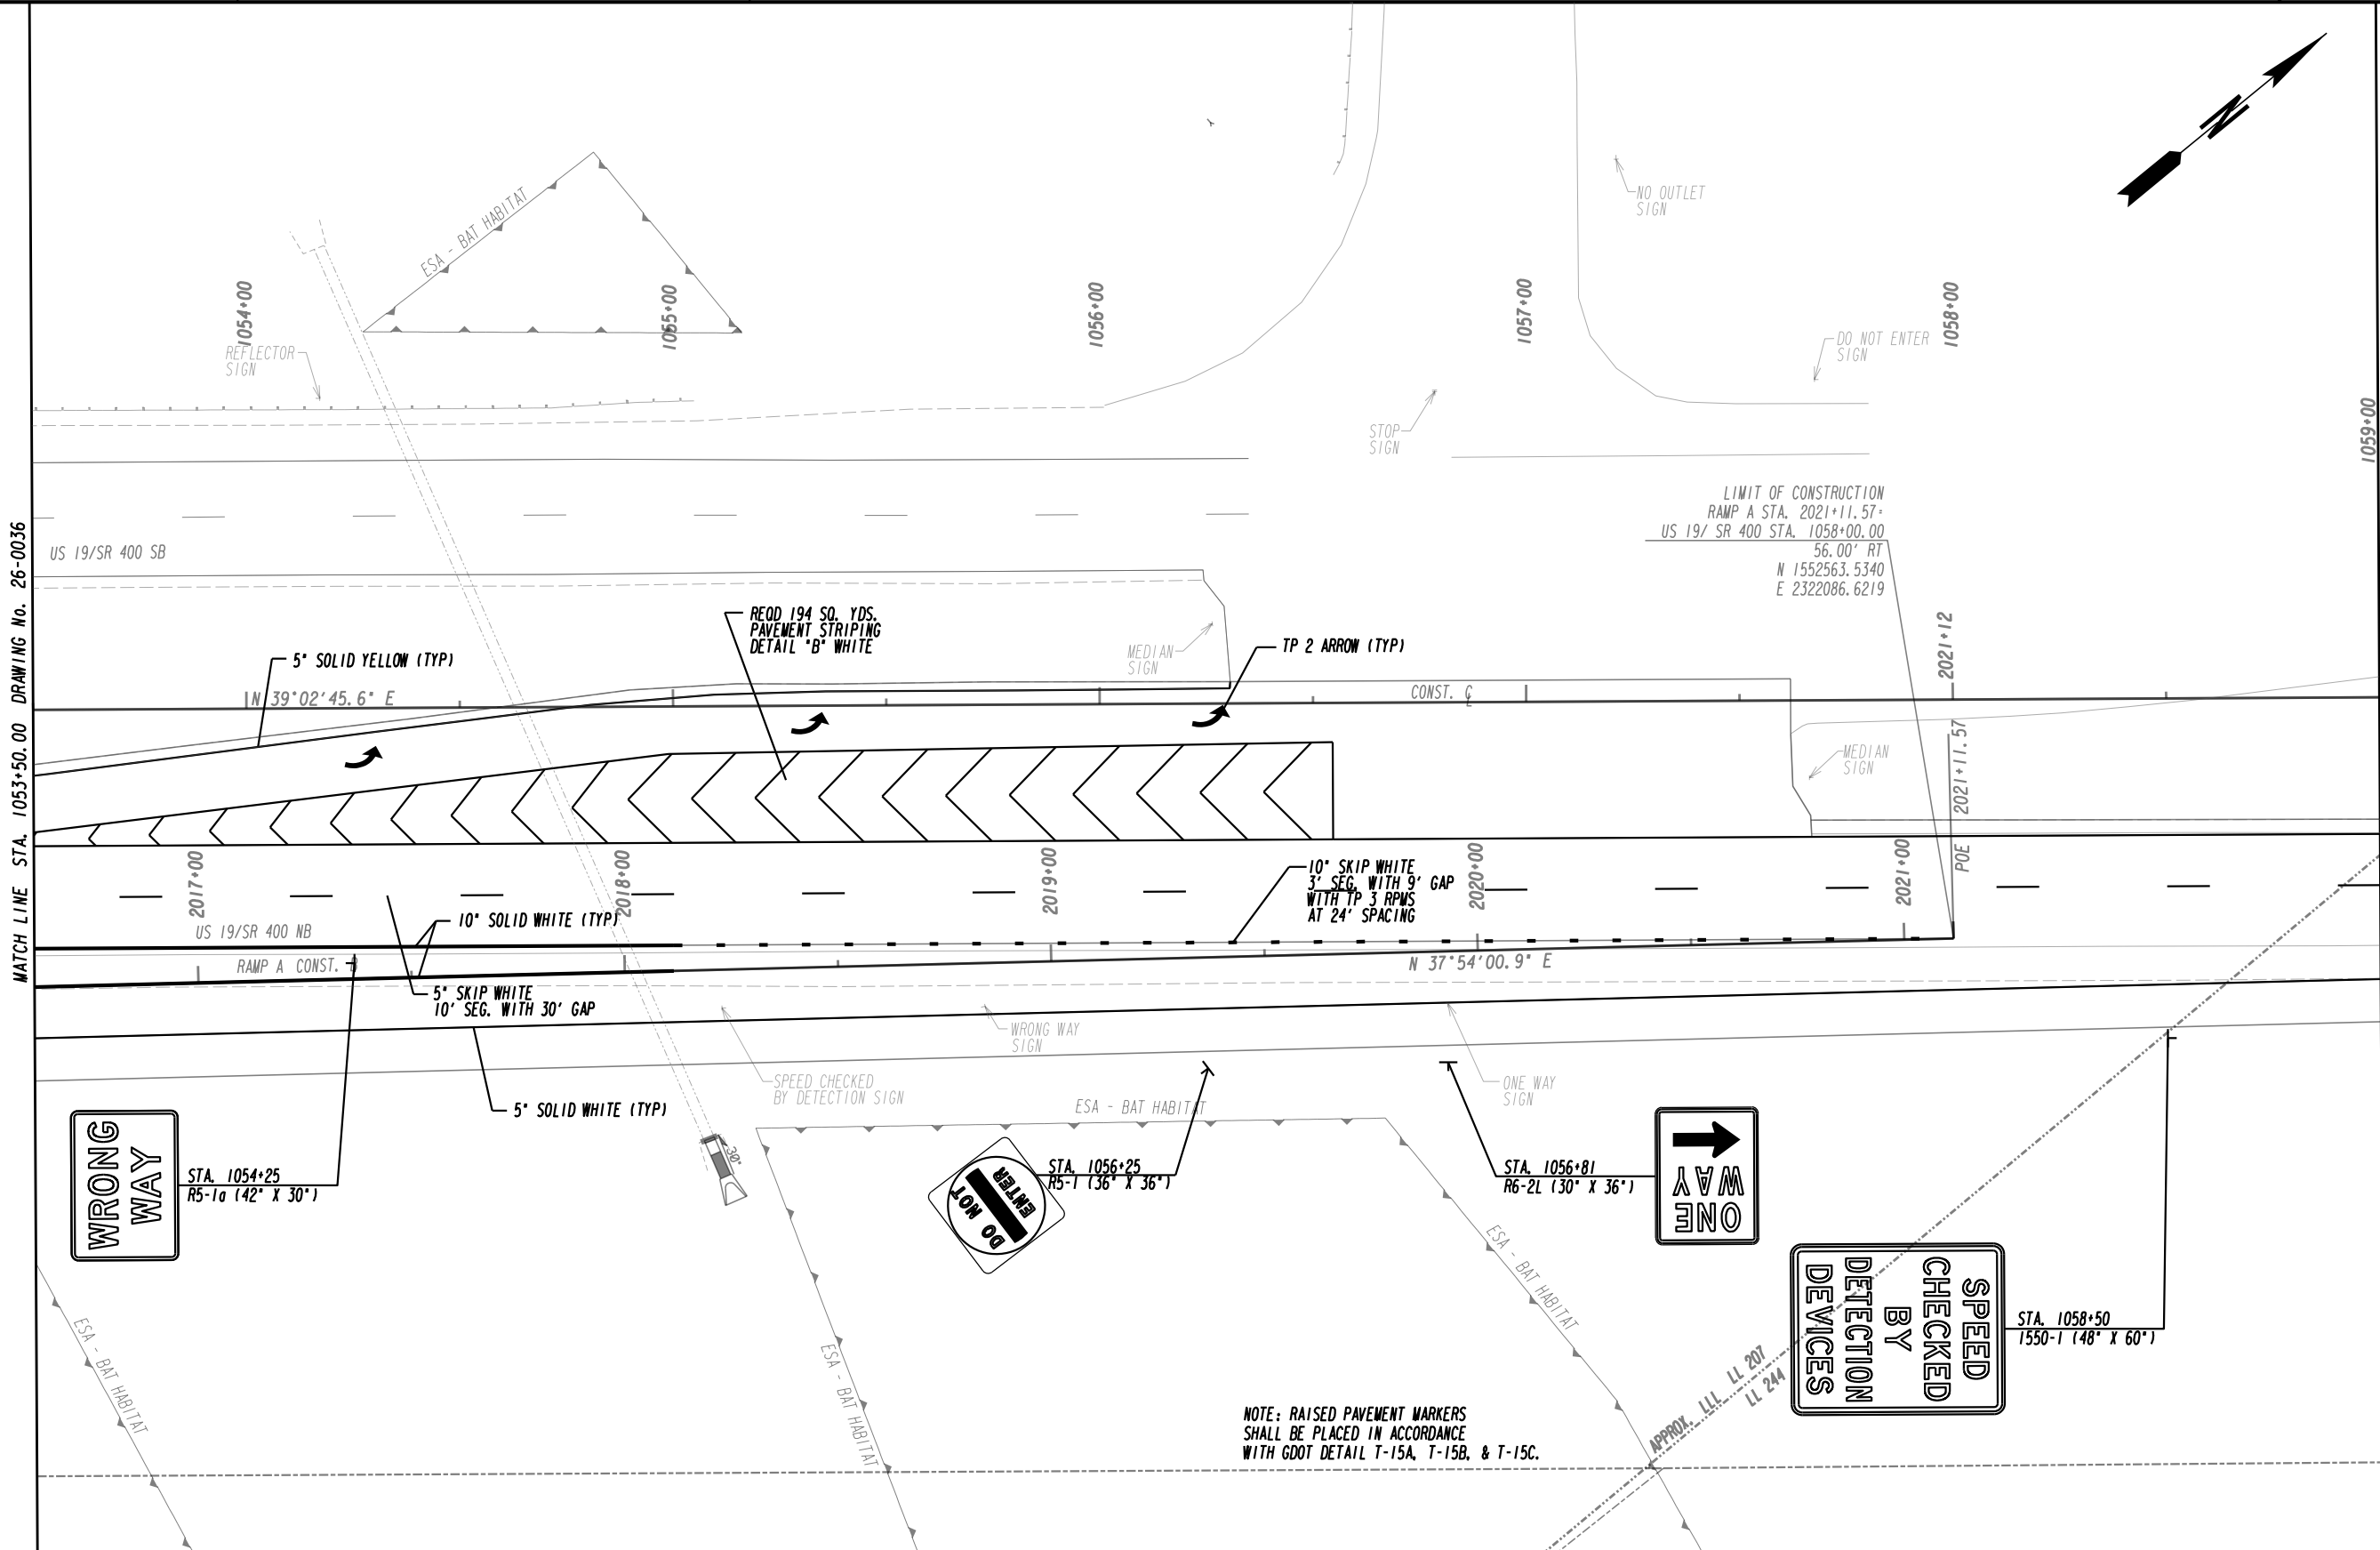 N
NO OUTLET
SIGN
ESA - BAT HABITAT
1054+00
1055+00
1056+00
1057+00
1058+00
1059+00
REFLECTOR
SIGN
DO NOT ENTER
SIGN
STOP
SIGN
LIMIT OF CONSTRUCTION
RAMP A STA. 2021+11.57=
US 19/ SR 400 STA. 1058+00.00
56.00' RT
N 1552563.5340
E 2322086.6219
MATCH LINE STA. 1053+50.00 DRAWING No. 26-0036
US 19/SR 400 SB
REQD 194 SQ. YDS.
PAVEMENT STRIPING
DETAIL "B" WHITE
5" SOLID YELLOW (TYP)
MEDIAN
SIGN
TP 2 ARROW (TYP)
2021+12
N 39°02'45.6" E
CONST. CL
MEDIAN
SIGN
2021+11.57
POE
2017+00
2018+00
2019+00
2020+00
2021+00
10" SKIP WHITE
3' SEG. WITH 9' GAP
WITH TP 3 RPMS
AT 24' SPACING
10" SOLID WHITE (TYP)
US 19/SR 400 NB
RAMP A CONST. B
N 37°54'00.9" E
5" SKIP WHITE
10' SEG. WITH 30' GAP
WRONG WAY
SIGN
SPEED CHECKED
BY DETECTION SIGN
ONE WAY
SIGN
5" SOLID WHITE (TYP)
ESA - BAT HABITAT
30"
WRONG
WAY
STA. 1054+25
R5-1a (42" X 30")
DO NOT
ENTER
STA. 1056+25
R5-1 (36" X 36")
STA. 1056+81
R6-2L (30" X 36")
ONE
WAY
SPEED
CHECKED
BY
DETECTION
DEVICES
STA. 1058+50
1550-1 (48" X 60")
ESA - BAT HABITAT
ESA - BAT HABITAT
ESA - BAT HABITAT
APPROX. LLL LL 207
LL 244
NOTE: RAISED PAVEMENT MARKERS
SHALL BE PLACED IN ACCORDANCE
WITH GDOT DETAIL T-15A, T-15B, & T-15C.